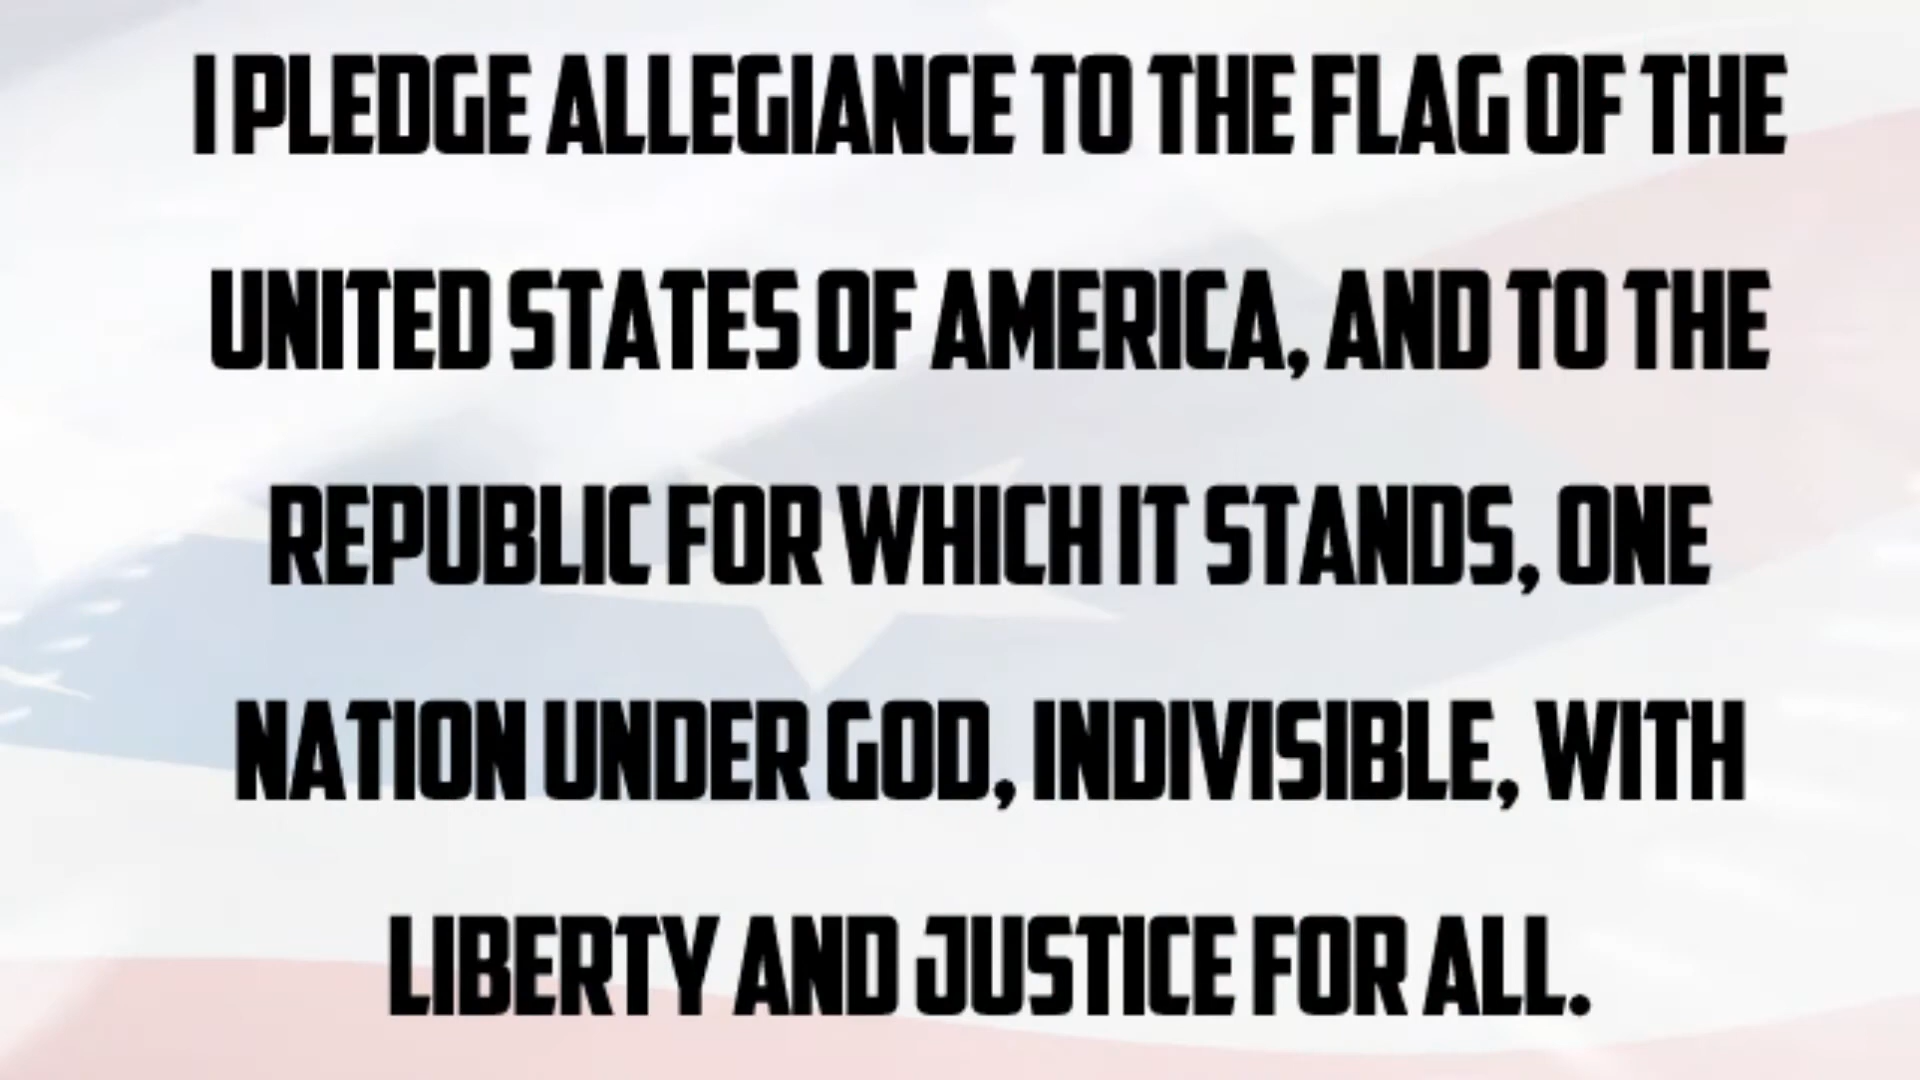 I PLEDGE ALLEGIANCE TO THE FLAG OF THE
UNITED STATES OF AMERICA, AND TO THE
REPUBLIC FOR WHICH IT STANDS, ONE
NATION UNDER GOD, INDIVISIBLE, WITH
LIBERTY AND JUSTICE FOR ALL.